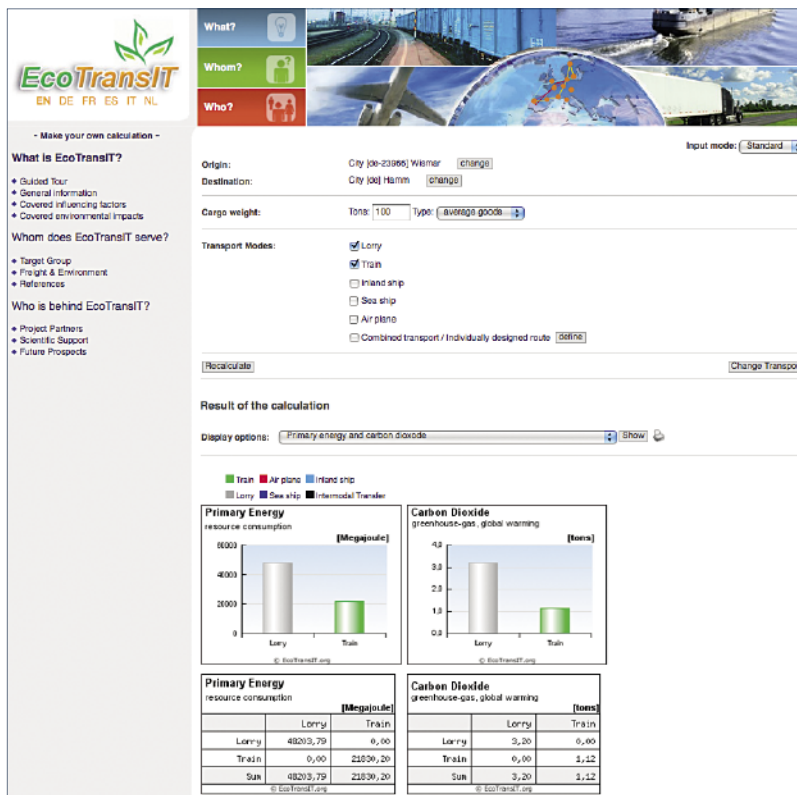 EcoTransIT
EN DE FR ES IT NL
What?
Whom?
Who?
- Make your own calculation -
What is EcoTransIT?
Guided Tour
General information
Covered influencing factors
Covered environmental impacts
Whom does EcoTransIT serve?
Target Group
Freight & Environment
References
Who is behind EcoTransIT?
Project Partners
Scientific Support
Future Prospects
Input mode: Standard
Origin: City [de-23966] Wismar change
Destination: City [de] Hamm change
Cargo weight: Tons: 100 Type: average goods
Transport Modes: Lorry
Train
Inland ship
Sea ship
Air plane
Combined transport / Individually designed route define
Recalculate Change Transpor
Result of the calculation
Display options: Primary energy and carbon dioxode Show
Train Air plane Inland ship
Lorry Sea ship Intermodal Transfer
Primary Energy
resource consumption
[Megajoule]
60000
40000
20000
0
Lorry Train
© EcoTransIT.org
Carbon Dioxide
greenhouse-gas, global warming
[tons]
4,0
3,0
2,0
1,0
0,0
Lorry Train
© EcoTransIT.org
Primary Energy
resource consumption
[Megajoule]
Lorry Train
Lorry 48203,79 0,00
Train 0,00 21830,20
Sum 48203,79 21830,20
© EcoTransIT.org
Carbon Dioxide
greenhouse-gas, global warming
[tons]
Lorry Train
Lorry 3,20 0,00
Train 0,00 1,12
Sum 3,20 1,12
© EcoTransIT.org